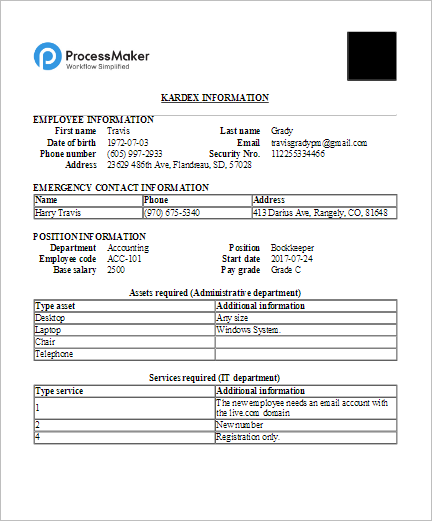 ProcessMaker
Workflow Simplified
KARDEX INFORMATION
EMPLOYEE INFORMATION
First name Travis Last name Grady
Date of birth 1972-07-03 Email travisgradypm@gmail.com
Phone number (605) 997-2933 Security Nro. 112255334466
Address 23629 486th Ave, Flandreau, SD, 57028
EMERGENCY CONTACT INFORMATION
Name Phone Address
Harry Travis (970) 675-5340 413 Darius Ave, Rangely, CO, 81648
POSITION INFORMATION
Department Accounting Position Bookkeeper
Employee code ACC-101 Start date 2017-07-24
Base salary 2500 Pay grade Grade C
Assets required (Administrative department)
Type asset Additional information
Desktop Any size
Laptop Windows System.
Chair
Telephone
Services required (IT department)
Type service Additional information
1 The new employee needs an email account with
the live.com domain
2 New number
4 Registration only.